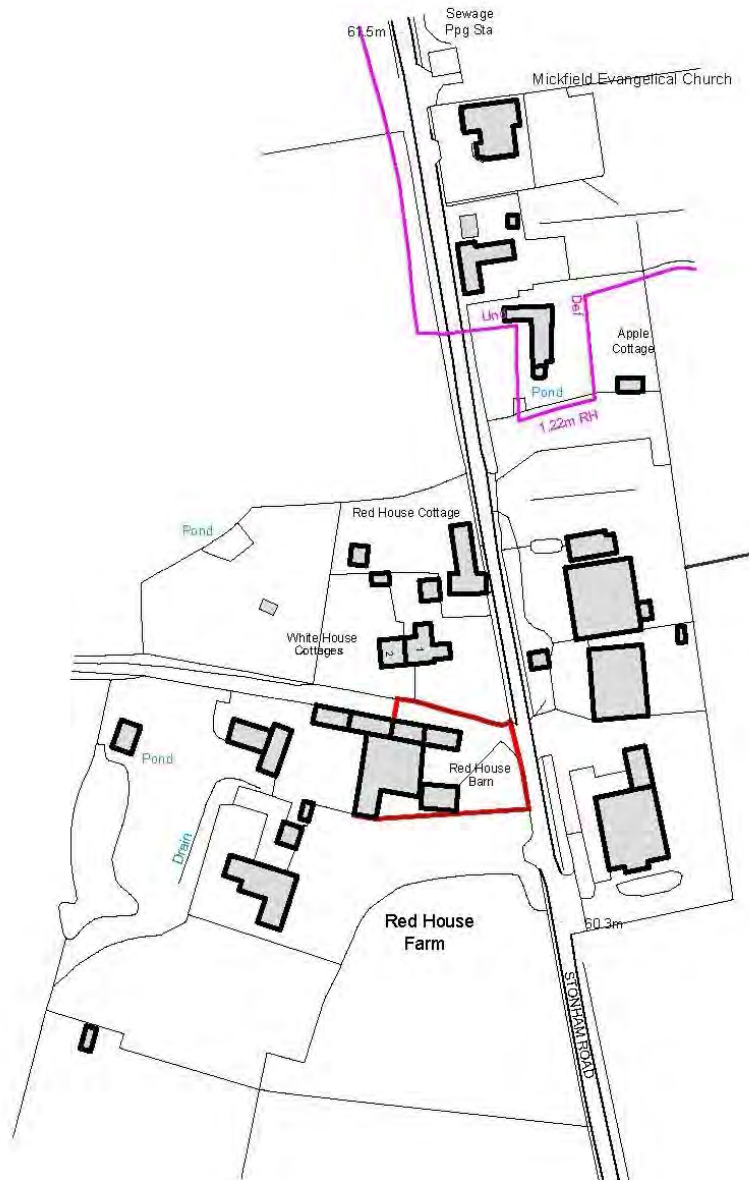 Sewage
Ppg Sta
61.5m
Mickfield Evangelical Church
Und
Def
Apple
Cottage
Pond
1.22m RH
Red House Cottage
Pond
White House
Cottages
1
2
Red House
Barn
Pond
Drain
Red House
Farm
60.3m
STONHAM ROAD